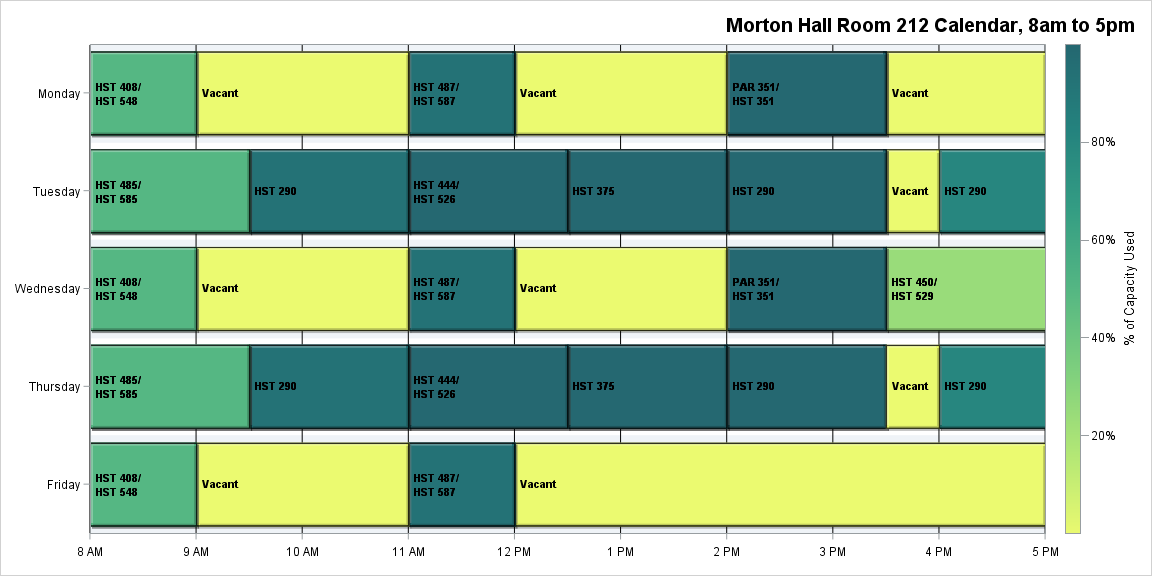 Morton Hall Room 212 Calendar, 8am to 5pm
Monday
HST 408/
HST 548
Vacant
HST 487/
HST 587
Vacant
PAR 351/
HST 351
Vacant
Tuesday
HST 485/
HST 585
HST 290
HST 444/
HST 526
HST 375
HST 290
Vacant
HST 290
Wednesday
HST 408/
HST 548
Vacant
HST 487/
HST 587
Vacant
PAR 351/
HST 351
HST 450/
HST 529
Thursday
HST 485/
HST 585
HST 290
HST 444/
HST 526
HST 375
HST 290
Vacant
HST 290
Friday
HST 408/
HST 548
Vacant
HST 487/
HST 587
Vacant
8 AM
9 AM
10 AM
11 AM
12 PM
1 PM
2 PM
3 PM
4 PM
5 PM
80%
60%
40%
20%
% of Capacity Used